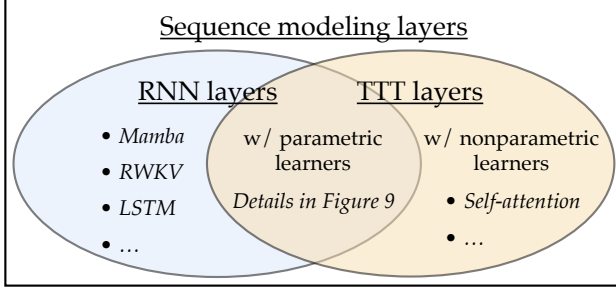 Sequence modeling layers
RNN layers
• Mamba
• RWKV
• LSTM
• ...
TTT layers
w/ parametric
learners
Details in Figure 9
w/ nonparametric
learners
• Self-attention
• ...